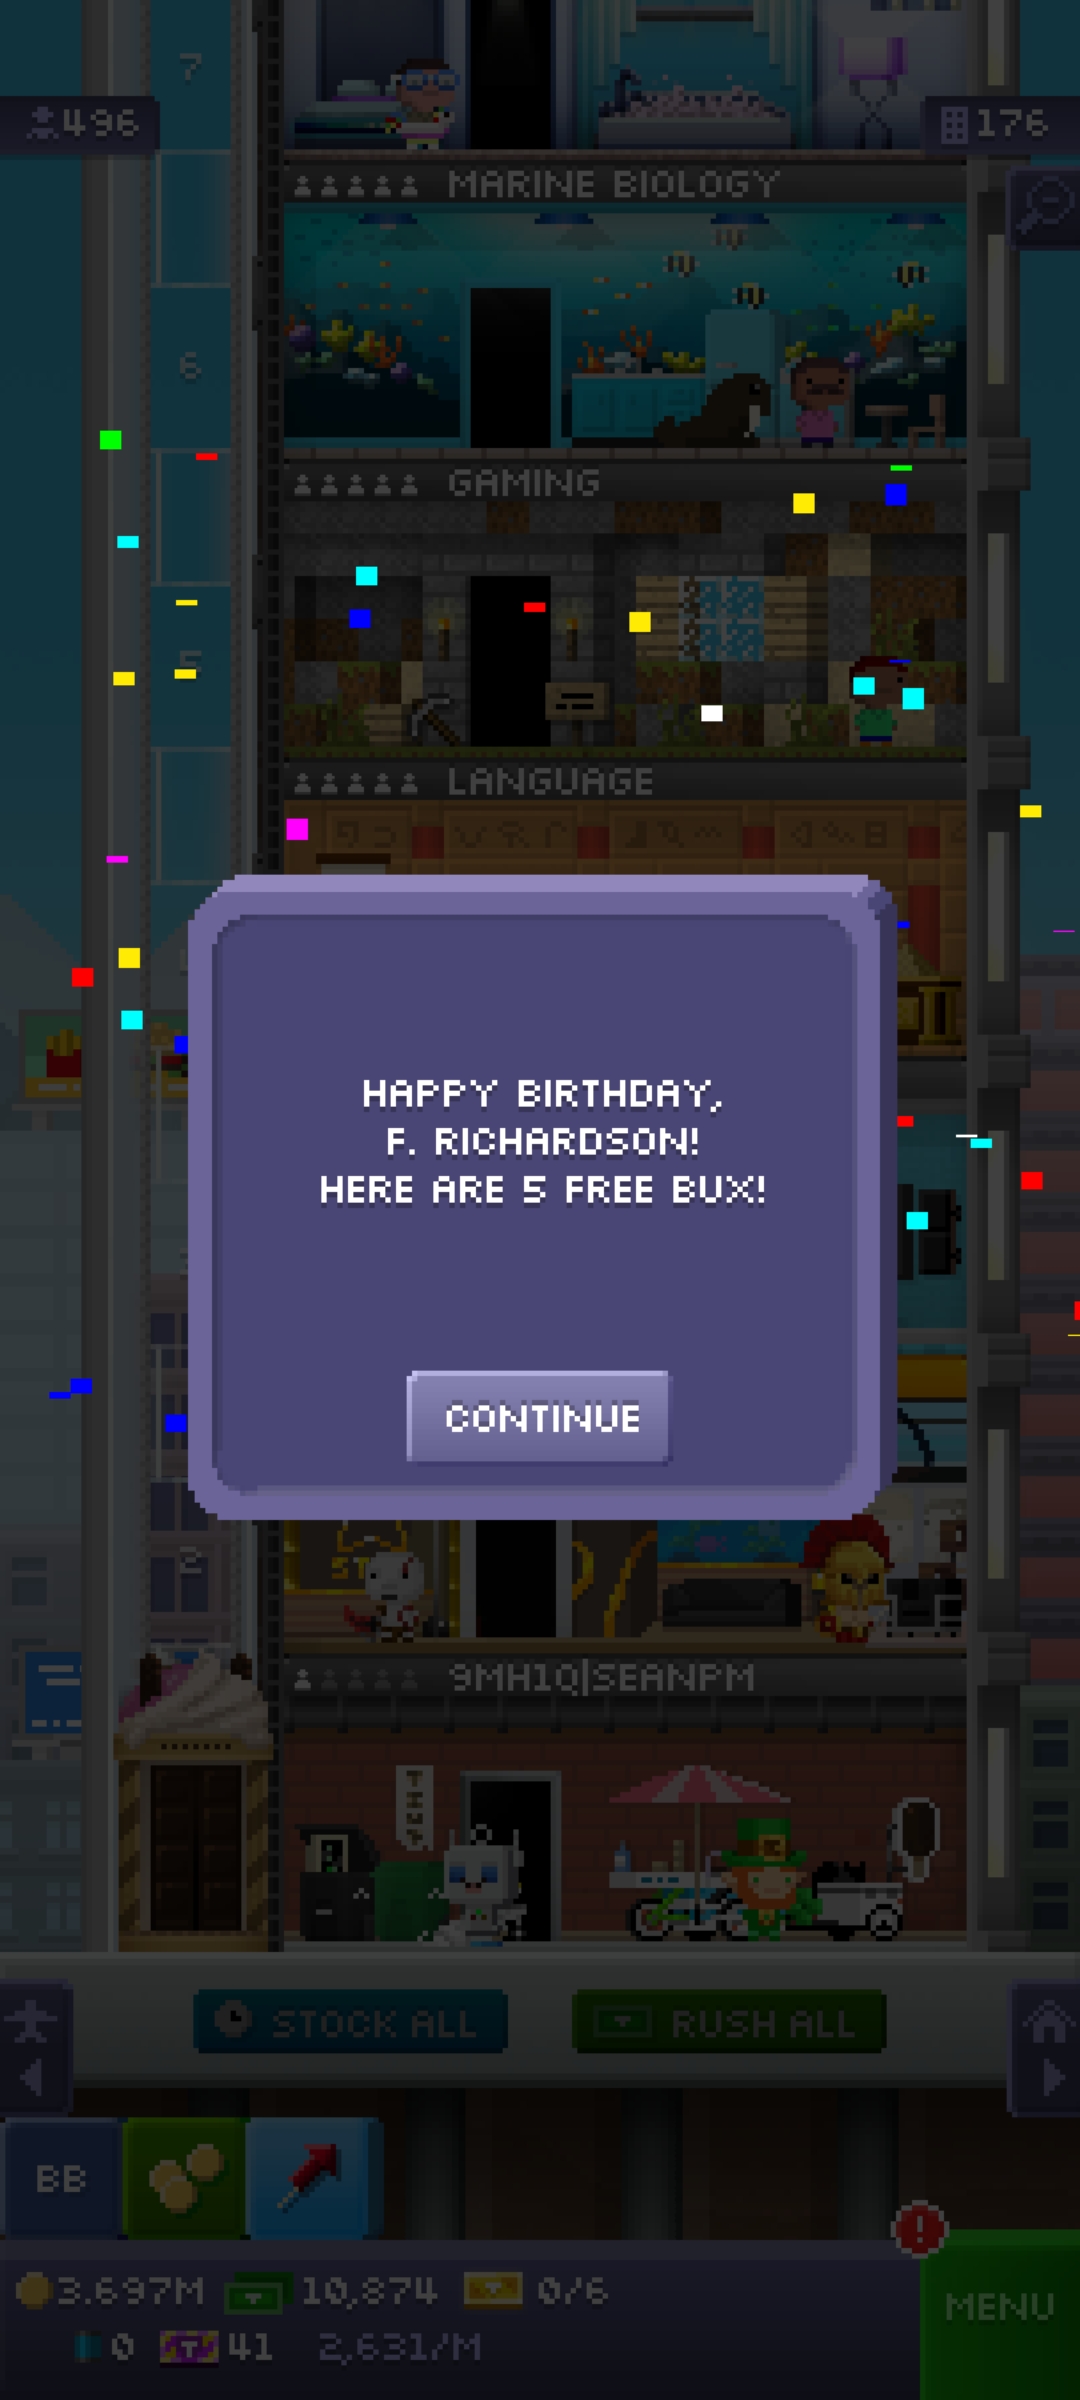 7
496
176
MARINE BIOLOGY
6
GAMING
5
LANGUAGE
HAPPY BIRTHDAY,
F. RICHARDSON!
HERE ARE 5 FREE BUX!
CONTINUE
2
9MH1Q|SEANPM
STOCK ALL
RUSH ALL
BB
3.697M
10,874
0/6
MENU
0
41
2,631/M